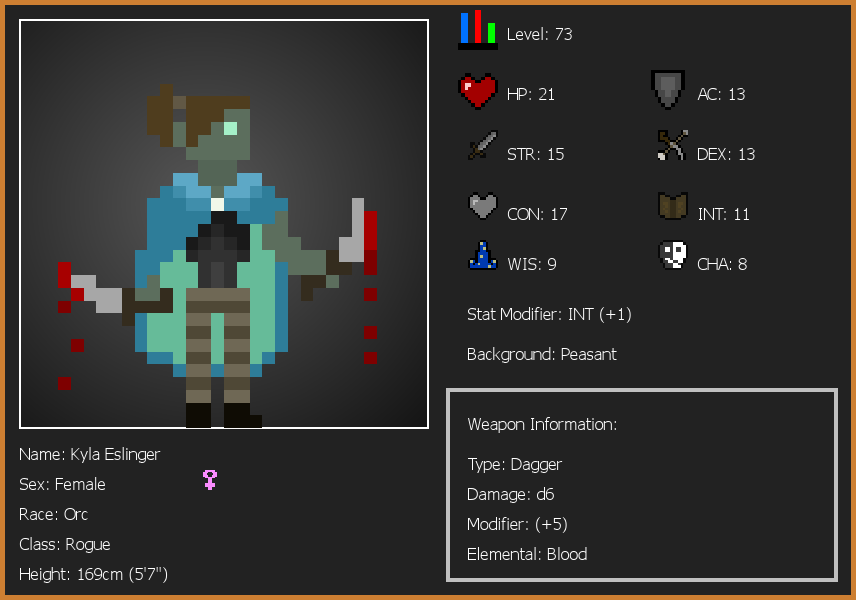 Level: 73
HP: 21
AC: 13
STR: 15
DEX: 13
CON: 17
INT: 11
WIS: 9
CHA: 8
Stat Modifier: INT (+1)
Background: Peasant
Weapon Information:
Type: Dagger
Damage: d6
Modifier: (+5)
Elemental: Blood
Name: Kyla Eslinger
Sex: Female
Race: Orc
Class: Rogue
Height: 169cm (5'7")